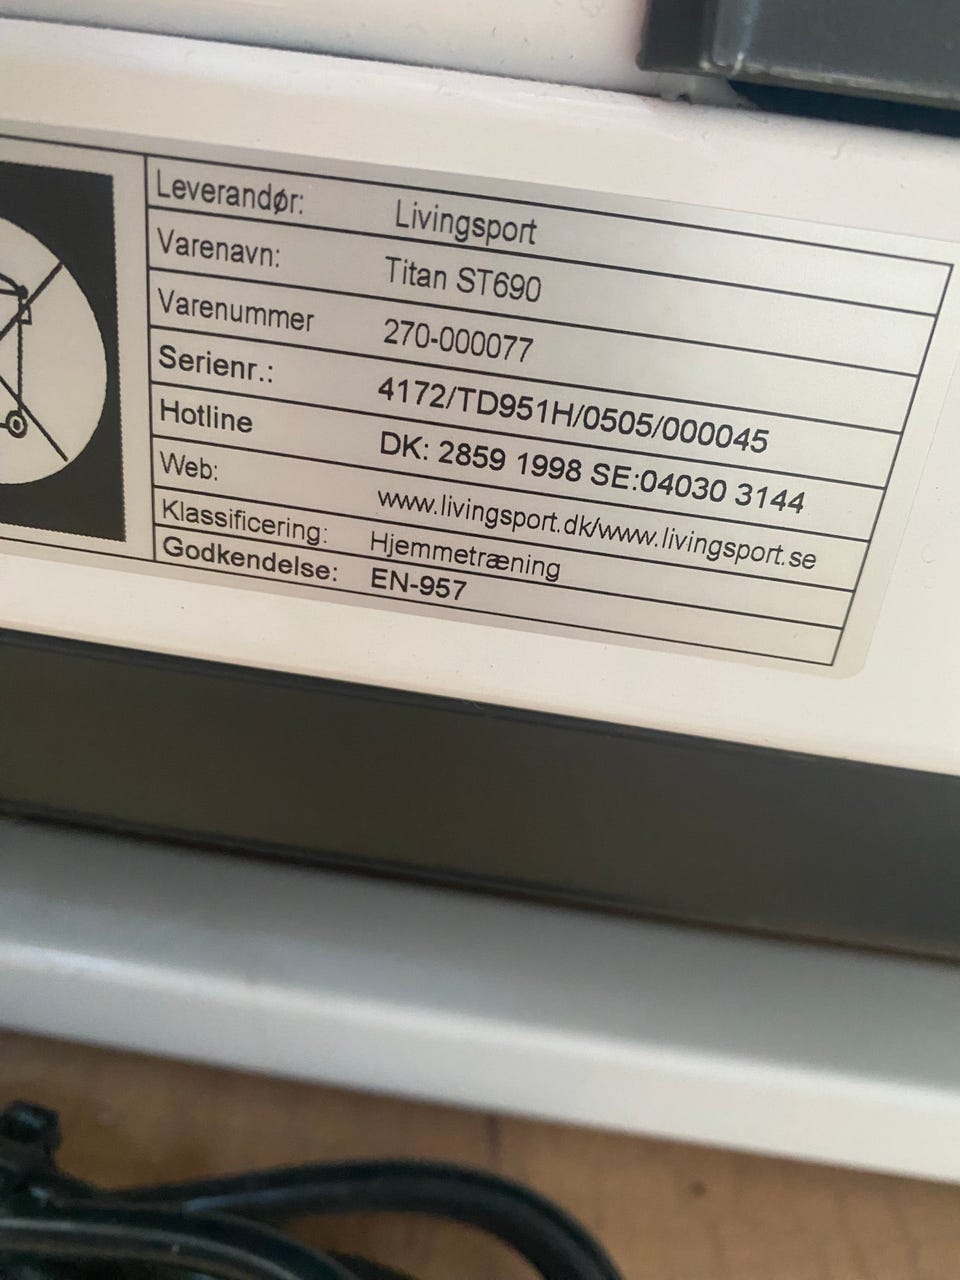 Leverandør: Livingsport
Varenavn: Titan ST690
Varenummer 270-000077
Serienr.: 4172/TD951H/0505/000045
Hotline DK: 2859 1998 SE:04030 3144
Web: www.livingsport.dk/www.livingsport.se
Klassificering: Hjemmetræning
Godkendelse: EN-957